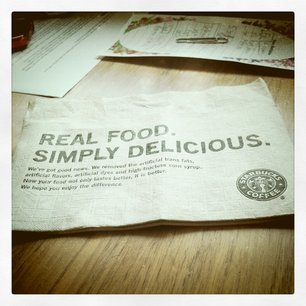 REAL FOOD.
SIMPLY DELICIOUS.
We've got good news. We removed the artificial trans fats,
artificial flavors, artificial dyes and high-fructose corn syrup.
Now your food not only tastes better, it is better.
We hope you enjoy the difference.
STARBUCKS
COFFEE